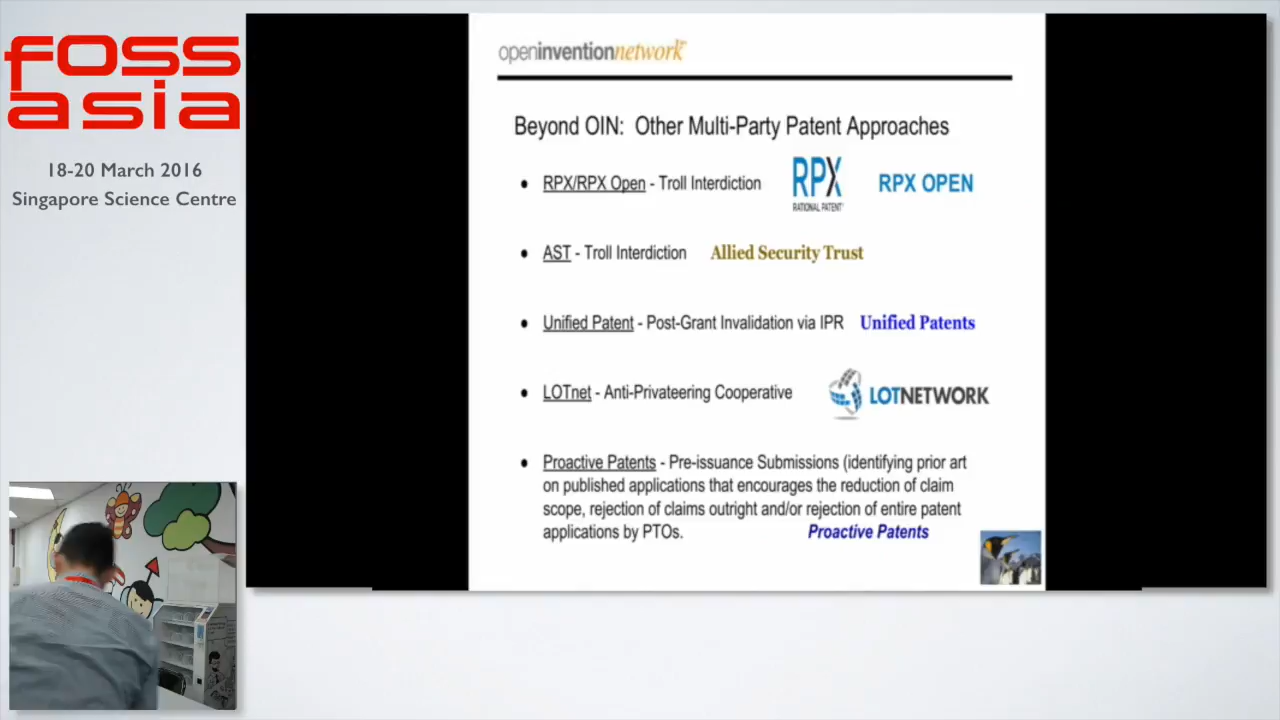 foss
asia
18-20 March 2016
Singapore Science Centre
openinventionnetwork
Beyond OIN: Other Multi-Party Patent Approaches
• RPX/RPX Open - Troll Interdiction
RPX
RATIONAL PATENT
RPX OPEN
• AST - Troll Interdiction
Allied Security Trust
• Unified Patent - Post-Grant Invalidation via IPR
Unified Patents
• LOTnet - Anti-Privateering Cooperative
LOTNETWORK
• Proactive Patents - Pre-issuance Submissions (identifying prior art
on published applications that encourages the reduction of claim
scope, rejection of claims outright and/or rejection of entire patent
applications by PTOs.
Proactive Patents